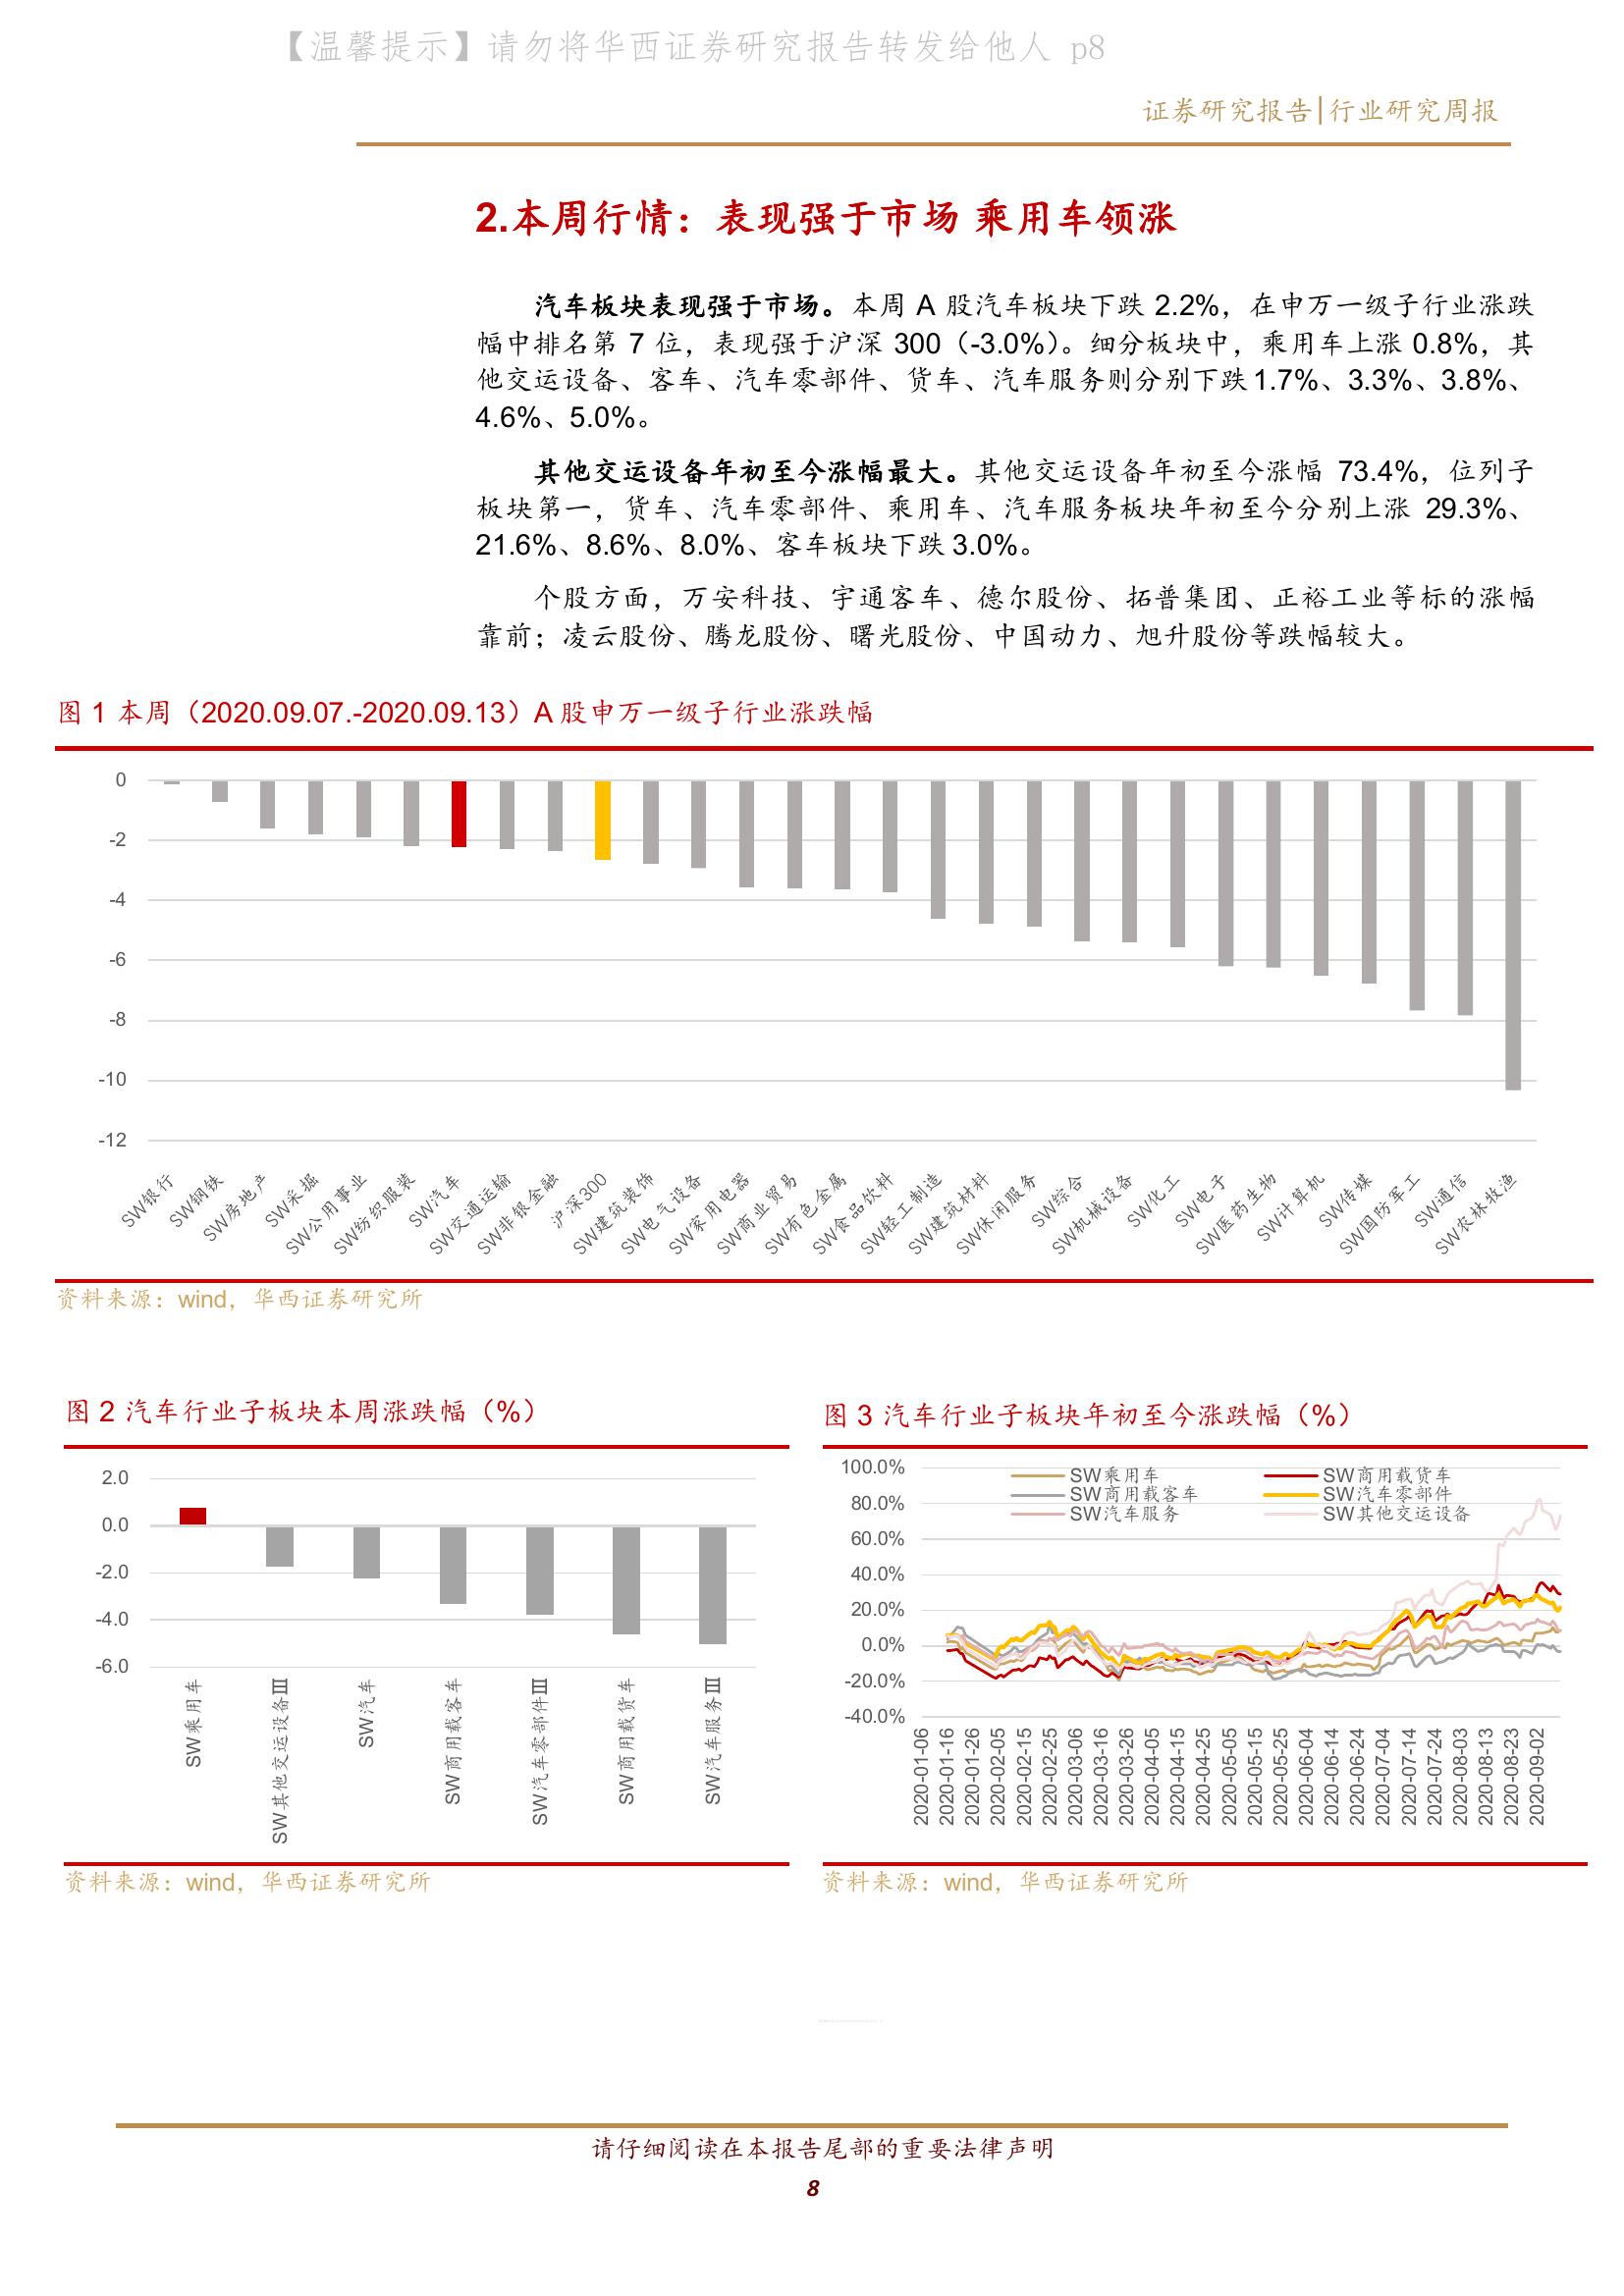 【温馨提示】请勿将华西证券研究报告转发给他人 p8
证券研究报告|行业研究周报
2.本周行情：表现强于市场 乘用车领涨
汽车板块表现强于市场。本周 A 股汽车板块下跌 2.2%，在申万一级子行业涨跌
幅中排名第 7 位，表现强于沪深 300（-3.0%）。细分板块中，乘用车上涨 0.8%，其
他交运设备、客车、汽车零部件、货车、汽车服务则分别下跌 1.7%、3.3%、3.8%、
4.6%、5.0%。
其他交运设备年初至今涨幅最大。其他交运设备年初至今涨幅 73.4%，位列子
板块第一，货车、汽车零部件、乘用车、汽车服务板块年初至今分别上涨 29.3%、
21.6%、8.6%、8.0%、客车板块下跌 3.0%。
个股方面，万安科技、宇通客车、德尔股份、拓普集团、正裕工业等标的涨幅
靠前；凌云股份、腾龙股份、曙光股份、中国动力、旭升股份等跌幅较大。
图 1 本周（2020.09.07.-2020.09.13）A 股申万一级子行业涨跌幅
0
-2
-4
-6
-8
-10
-12
SW银行
SW钢铁
SW房地产
SW采掘
SW公用事业
SW纺织服装
SW汽车
SW交通运输
SW非银金融
沪深300
SW建筑装饰
SW电气设备
SW家用电器
SW商业贸易
SW有色金属
SW食品饮料
SW轻工制造
SW建筑材料
SW休闲服务
SW综合
SW机械设备
SW化工
SW电子
SW医药生物
SW计算机
SW传媒
SW国防军工
SW通信
SW农林牧渔
资料来源：wind，华西证券研究所
图 2 汽车行业子板块本周涨跌幅（%）
2.0
0.0
-2.0
-4.0
-6.0
SW乘用车
SW其他交运设备Ⅲ
SW汽车
SW商用载客车
SW汽车零部件Ⅲ
SW商用载货车
SW汽车服务Ⅲ
资料来源：wind，华西证券研究所
图 3 汽车行业子板块年初至今涨跌幅（%）
100.0%
80.0%
60.0%
40.0%
20.0%
0.0%
-20.0%
-40.0%
SW乘用车 SW商用载货车
SW商用载客车 SW汽车零部件
SW汽车服务 SW其他交运设备
2020-01-06
2020-01-16
2020-01-26
2020-02-05
2020-02-15
2020-02-25
2020-03-06
2020-03-16
2020-03-26
2020-04-05
2020-04-15
2020-04-25
2020-05-05
2020-05-15
2020-05-25
2020-06-04
2020-06-14
2020-06-24
2020-07-04
2020-07-14
2020-07-24
2020-08-03
2020-08-13
2020-08-23
2020-09-02
资料来源：wind，华西证券研究所
请仔细阅读在本报告尾部的重要法律声明
8